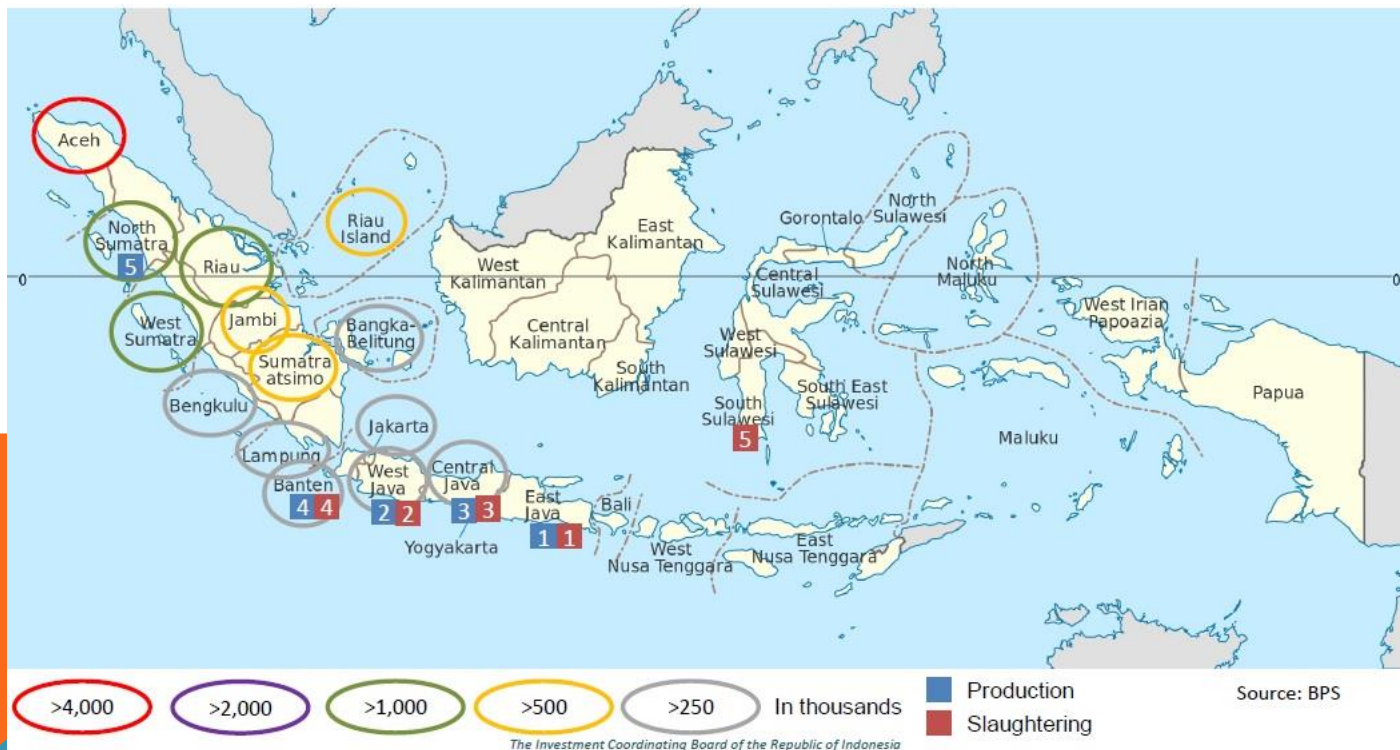 Aceh
North
Sumatra
5
Riau
Riau
Island
West
Sumatra
Jambi
Sumatra
atsimo
Bangka-
Belitung
Bengkulu
Lampung
Banten
4 4
Jakarta
West
Java
2 2
Central
Java
3 3
Yogyakarta
East
Java
1 1
Bali
West
Nusa Tenggara
East
Nusa Tenggara
West
Kalimantan
Central
Kalimantan
East
Kalimantan
South
Kalimantan
Gorontalo
North
Sulawesi
Central
Sulawesi
West
Sulawesi
South
Sulawesi
5
South East
Sulawesi
North
Maluku
Maluku
West Irian
Papoazia
Papua
0 0
>4,000 >2,000 >1,000 >500 >250 In thousands
Production
Slaughtering
Source: BPS
The Investment Coordinating Board of the Republic of Indonesia